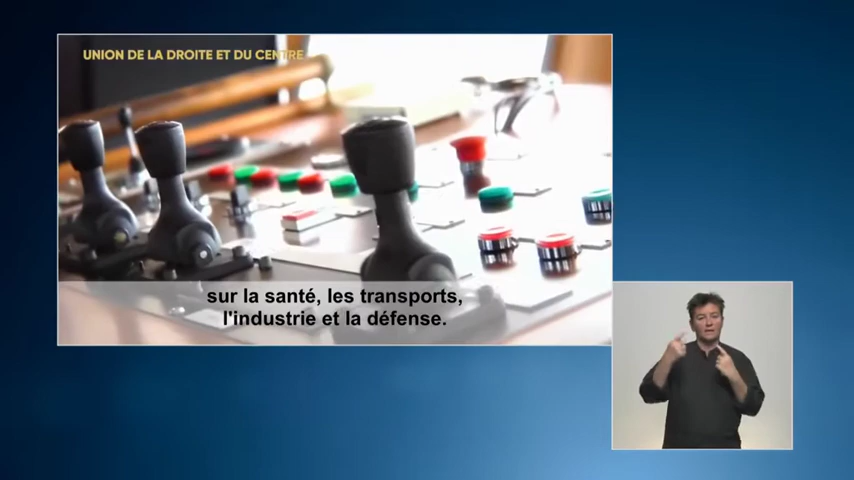 UNION DE LA DROITE ET DU CENTRE
sur la santé, les transports,
l'industrie et la défense.